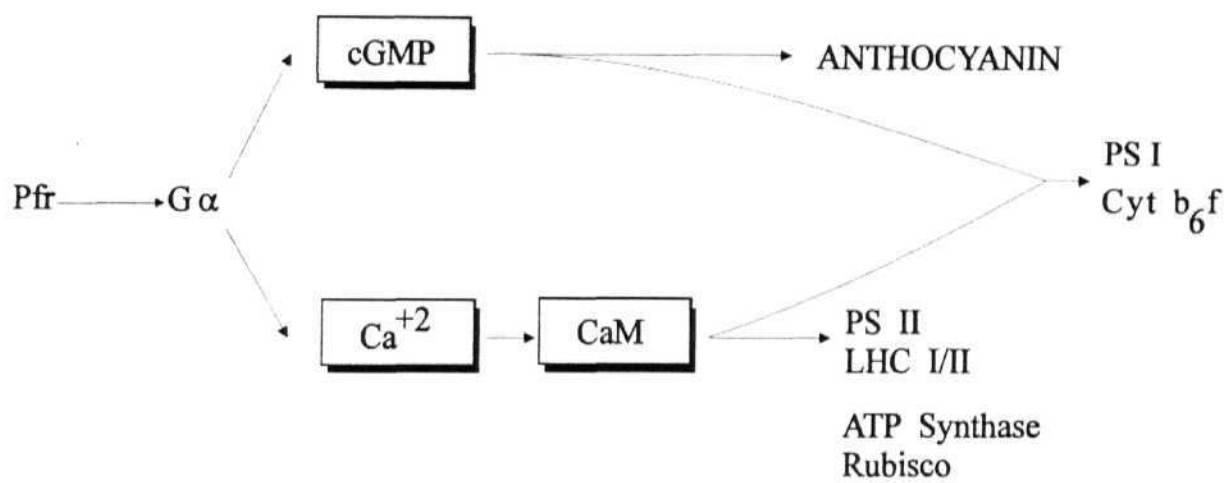 cGMP
ANTHOCYANIN
Pfr
Gα
PS I
Cyt b6f
Ca+2
CaM
PS II
LHC I/II
ATP Synthase
Rubisco